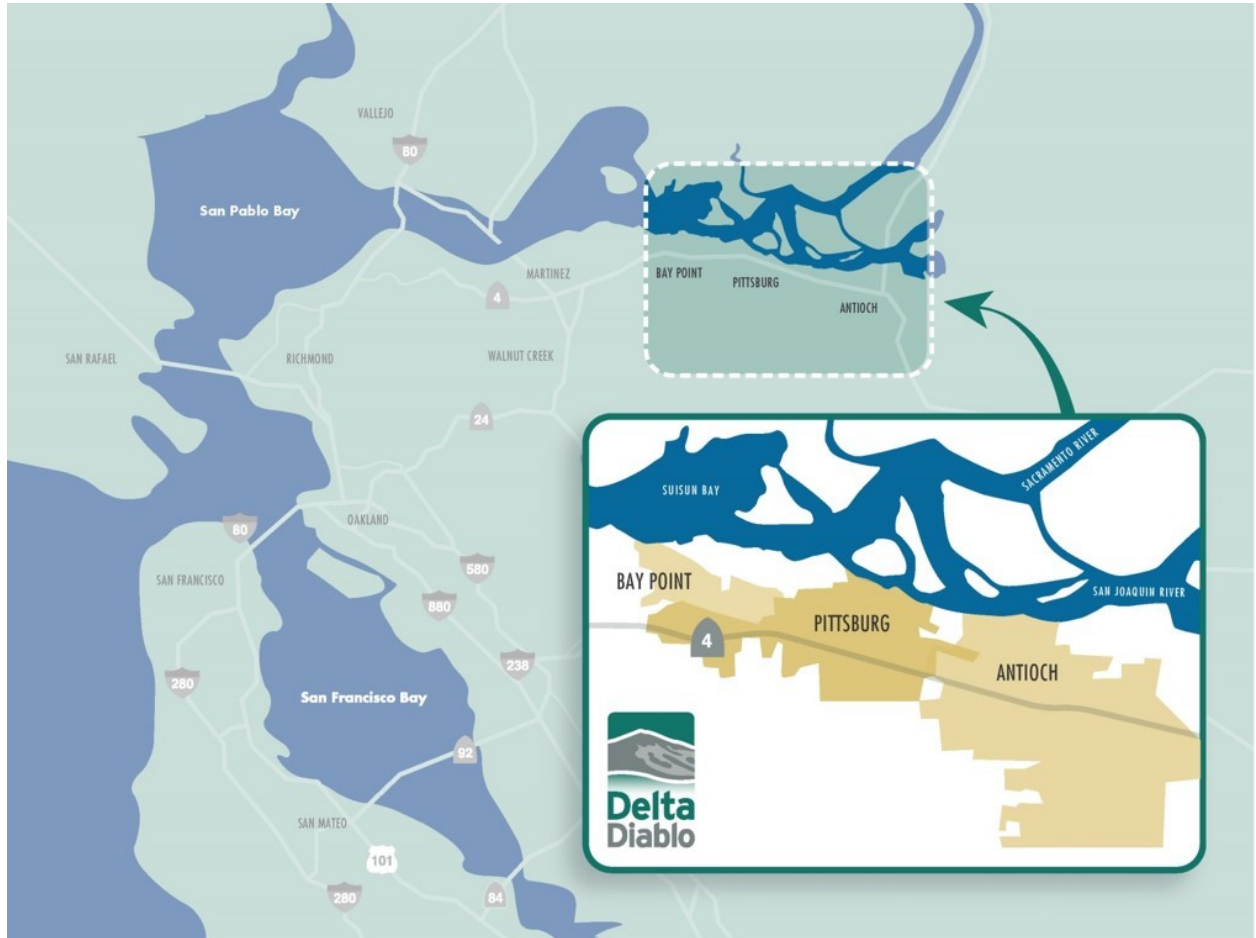 VALLEJO
80
San Pablo Bay
MARTINEZ
4
BAY POINT
PITTSBURG
ANTIOCH
SAN RAFAEL
RICHMOND
WALNUT CREEK
24
80
OAKLAND
SAN FRANCISCO
580
880
238
280
San Francisco Bay
92
SAN MATEO
101
280
84
SUISUN BAY
SACRAMENTO RIVER
SAN JOAQUIN RIVER
BAY POINT
PITTSBURG
4
ANTIOCH
Delta
Diablo